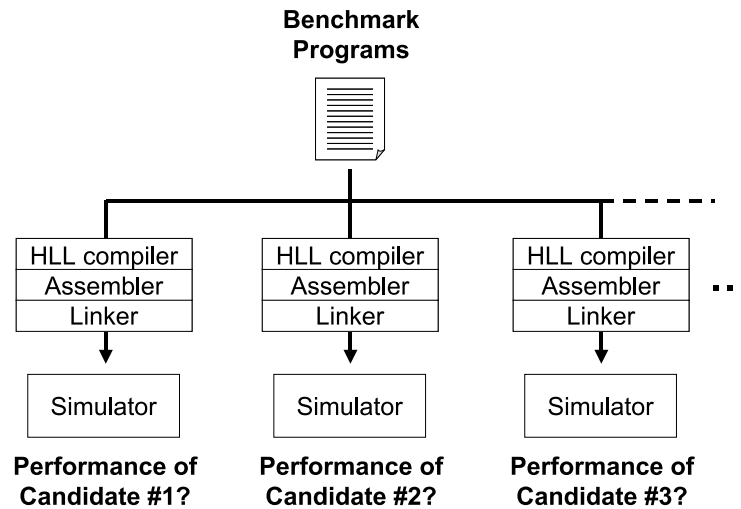 Benchmark
Programs
HLL compiler
Assembler
Linker
Simulator
Performance of
Candidate #1?
HLL compiler
Assembler
Linker
Simulator
Performance of
Candidate #2?
HLL compiler
Assembler
Linker
Simulator
Performance of
Candidate #3?